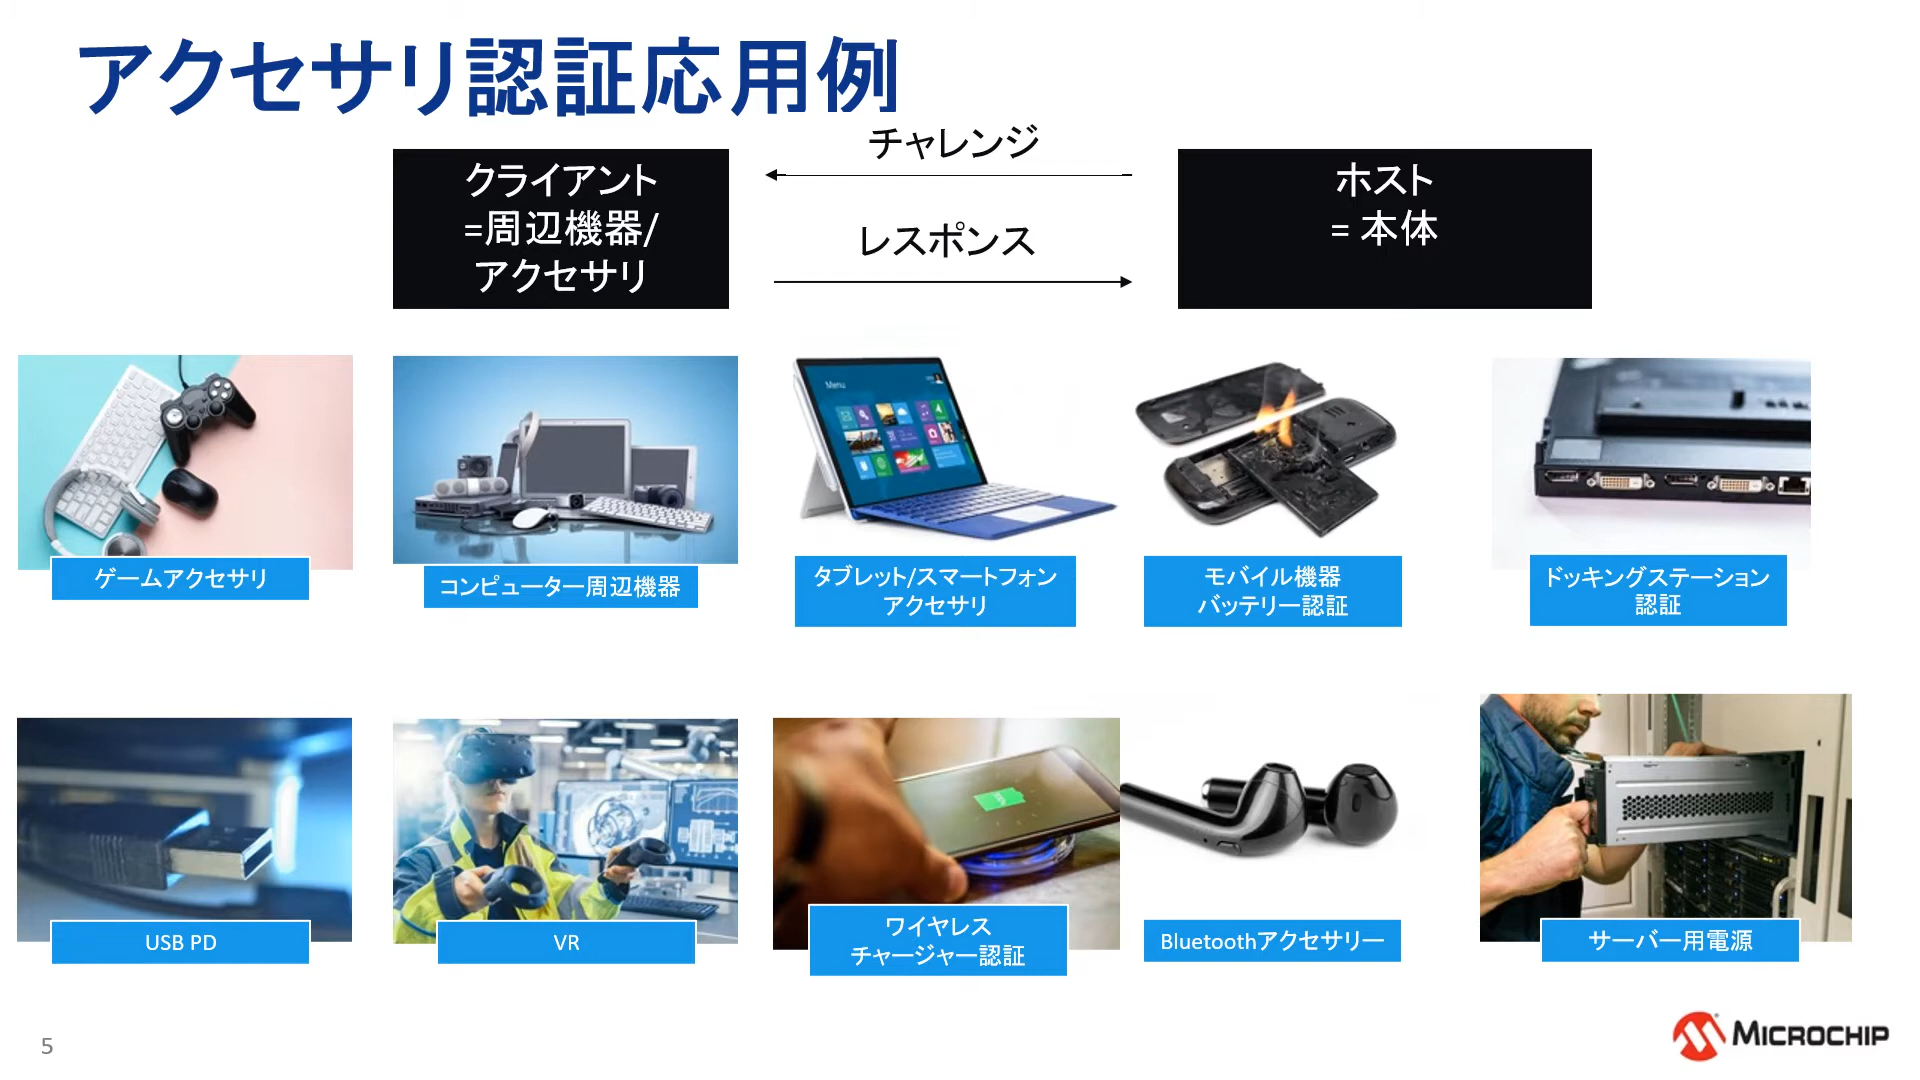 アクセサリ認証応用例
クライアント
=周辺機器/
アクセサリ
チャレンジ
レスポンス
ホスト
= 本体
Menu
ゲームアクセサリ
コンピューター周辺機器
タブレット/スマートフォン
アクセサリ
モバイル機器
バッテリー認証
ドッキングステーション
認証
USB PD
VR
ワイヤレス
チャージャー認証
Bluetoothアクセサリー
サーバー用電源
5
MICROCHIP